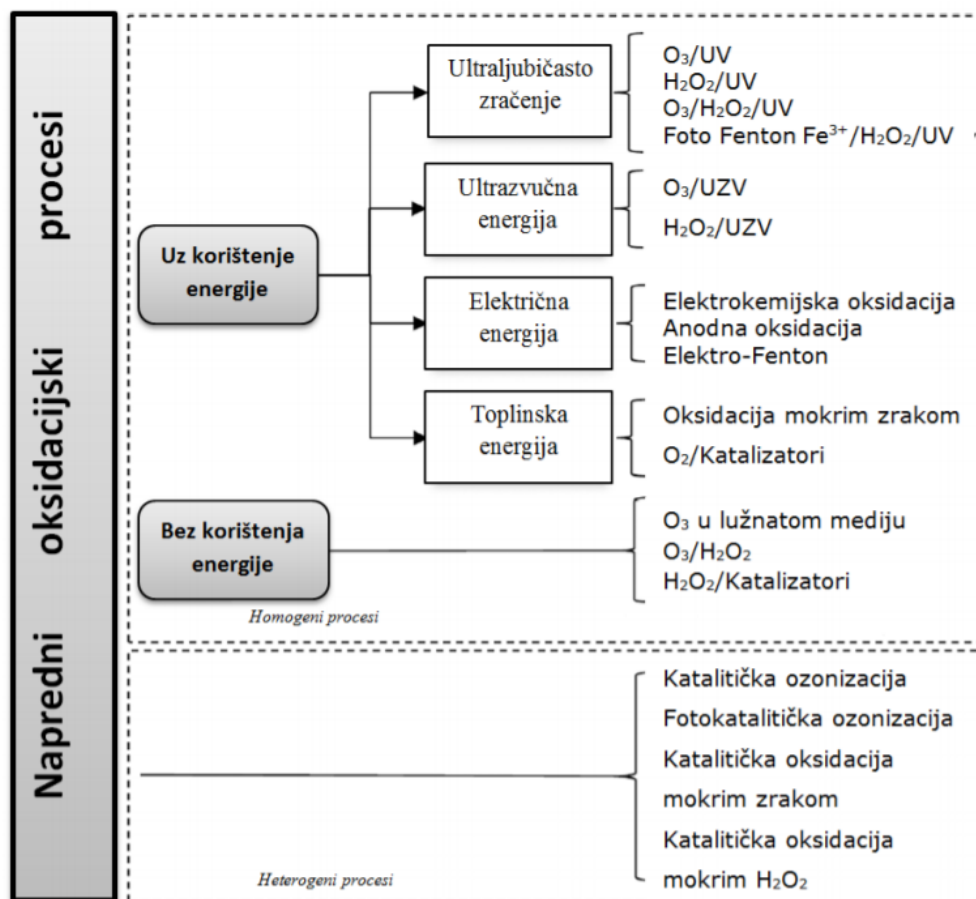 Napredni oksidacijski procesi
Uz korištenje
energije
Ultraljubičasto
zračenje
O₃/UV
H₂O₂/UV
O₃/H₂O₂/UV
Foto Fenton Fe³⁺/H₂O₂/UV
Ultrazvučna
energija
O₃/UZV
H₂O₂/UZV
Električna
energija
Elektrokemijska oksidacija
Anodna oksidacija
Elektro-Fenton
Toplinska
energija
Oksidacija mokrim zrakom
O₂/Katalizatori
Bez korištenja
energije
O₃ u lužnatom mediju
O₃/H₂O₂
H₂O₂/Katalizatori
Homogeni procesi
Katalitička ozonizacija
Fotokatalitička ozonizacija
Katalitička oksidacija
mokrim zrakom
Katalitička oksidacija
mokrim H₂O₂
Heterogeni procesi